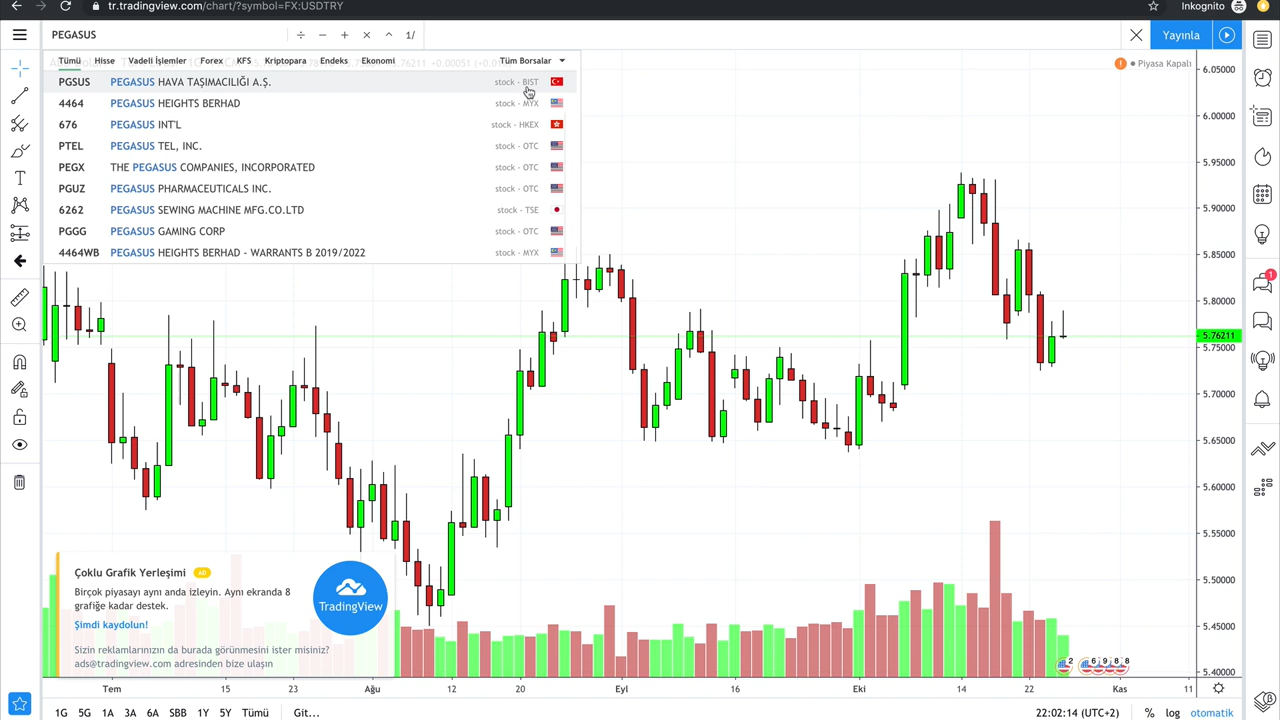 tr.tradingview.com/chart/?symbol=FX:USDTRY
Inkognito
PEGASUS
1/
Yayınla
Tümü Hisse Vadeli İşlemler Forex KFS Kriptopara Endeks Ekonomi Tüm Borsalar
PGSUS PEGASUS HAVA TAŞIMACILIĞI A.Ş. stock - BIST
4464 PEGASUS HEIGHTS BERHAD stock - MYX
676 PEGASUS INT'L stock - HKEX
PTEL PEGASUS TEL, INC. stock - OTC
PEGX THE PEGASUS COMPANIES, INCORPORATED stock - OTC
PGUZ PEGASUS PHARMACEUTICALS INC. stock - OTC
6262 PEGASUS SEWING MACHINE MFG.CO.LTD stock - TSE
PGGG PEGASUS GAMING CORP stock - OTC
4464WB PEGASUS HEIGHTS BERHAD - WARRANTS B 2019/2022 stock - MYX
Piyasa Kapalı
6.05000
6.00000
5.95000
5.90000
5.85000
5.80000
5.76211
5.75000
5.70000
5.65000
5.60000
5.55000
5.50000
5.45000
5.40000
1
Çoklu Grafik Yerleşimi AD
Birçok piyasayı aynı anda izleyin. Aynı ekranda 8
grafiğe kadar destek.
Şimdi kaydolun!
TradingView
Sizin reklamlarınızın da burada görünmesini ister misiniz?
ads@tradingview.com adresinden bize ulaşın
2 6 9 8 8
Tem 15 23 Ağu 12 20 Eyl 16 Eki 14 22 Kas 11
1G 5G 1A 3A 6A SBB 1Y 5Y Tümü Git... 22:02:14 (UTC+2) % log otomatik